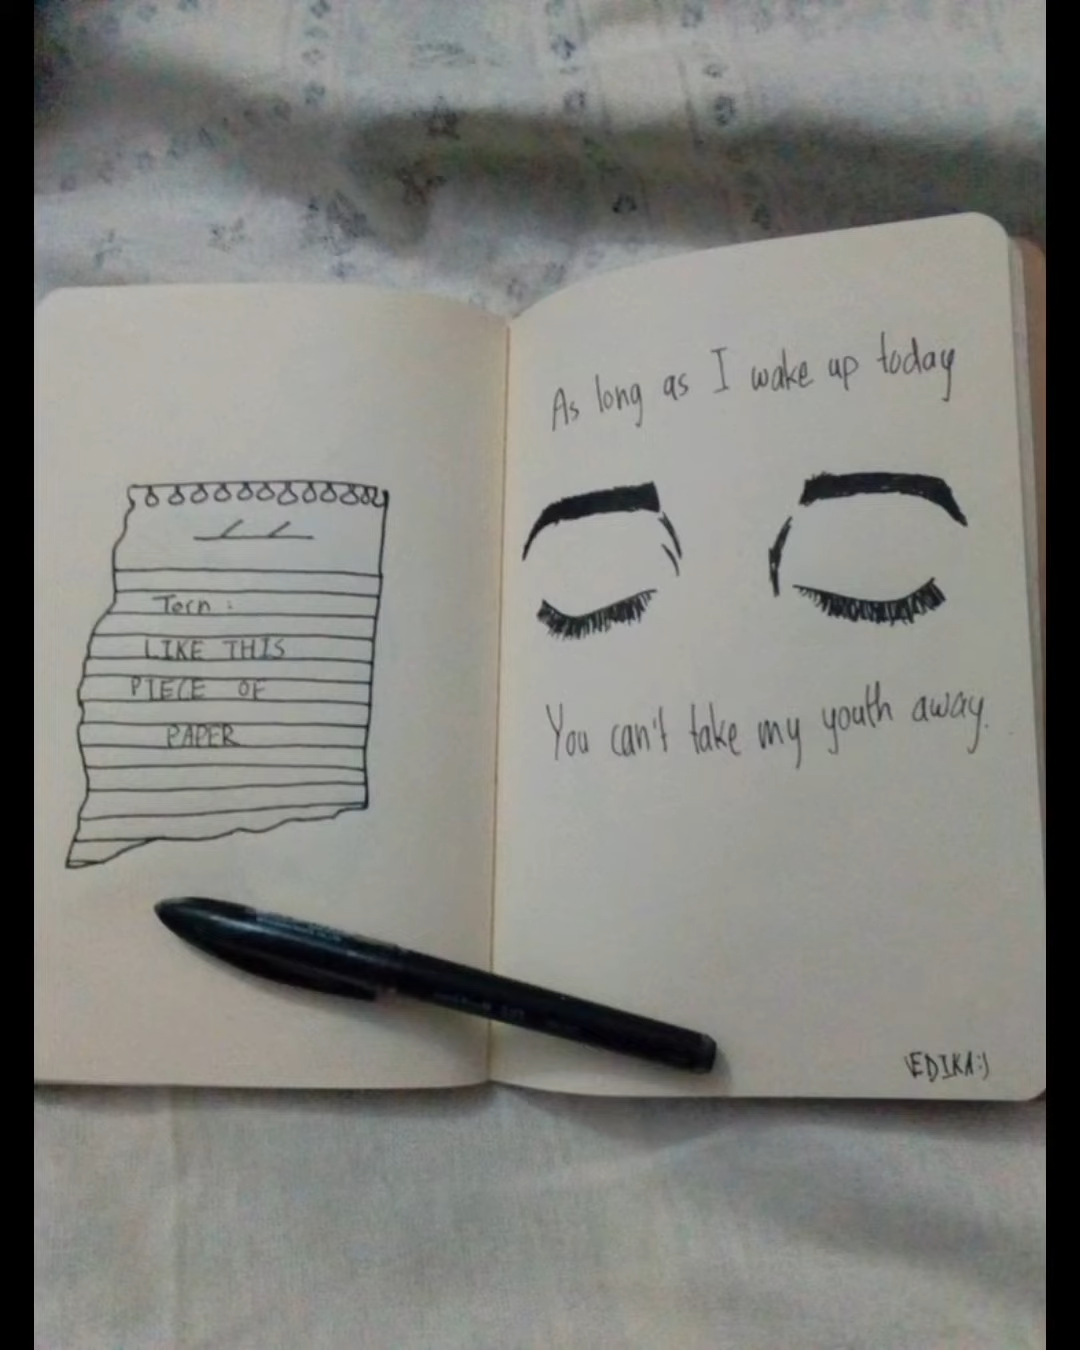 Torn :
LIKE THIS
PIECE OF
PAPER
As long as I wake up today
You can't take my youth away.
EDIKA:)